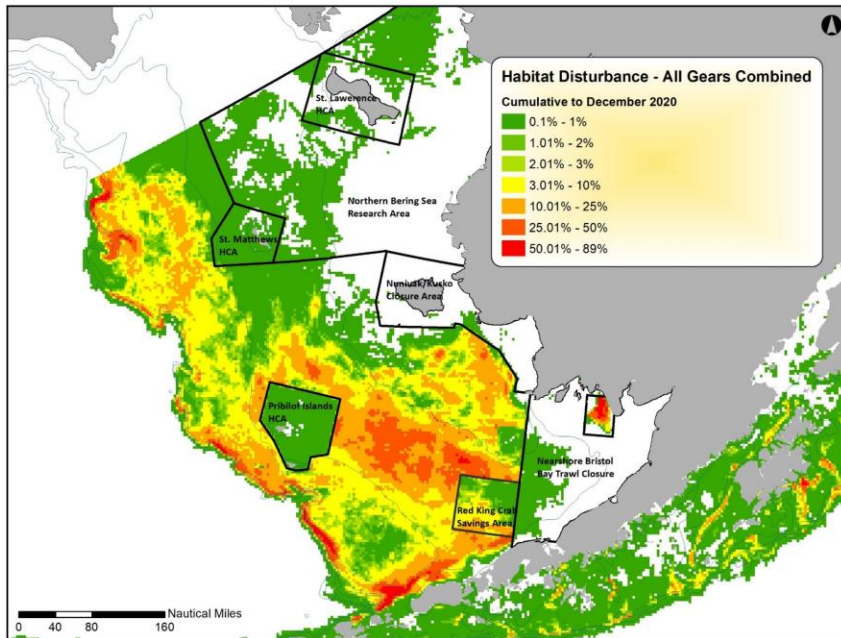 Habitat Disturbance - All Gears Combined
Cumulative to December 2020
0.1% - 1%
1.01% - 2%
2.01% - 3%
3.01% - 10%
10.01% - 25%
25.01% - 50%
50.01% - 89%
St. Lawerence
HCA
Northern Bering Sea
Research Area
St. Matthews
HCA
Nunivak/Kucko
Closure Area
Pribilof Islands
HCA
Nearshore Bristol
Bay Trawl Closure
Red King Crab
Savings Area
Nautical Miles
0 40 80 160